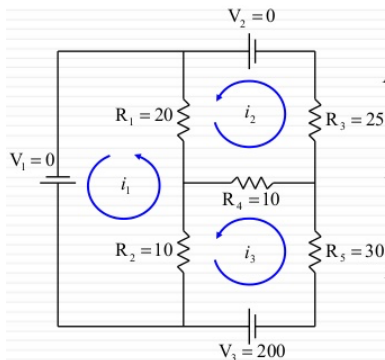 V₂=0
R₁=20
i₂
R₃=25
V₁=0
i₁
R₄=10
R₂=10
i₃
R₅=30
V₃=200